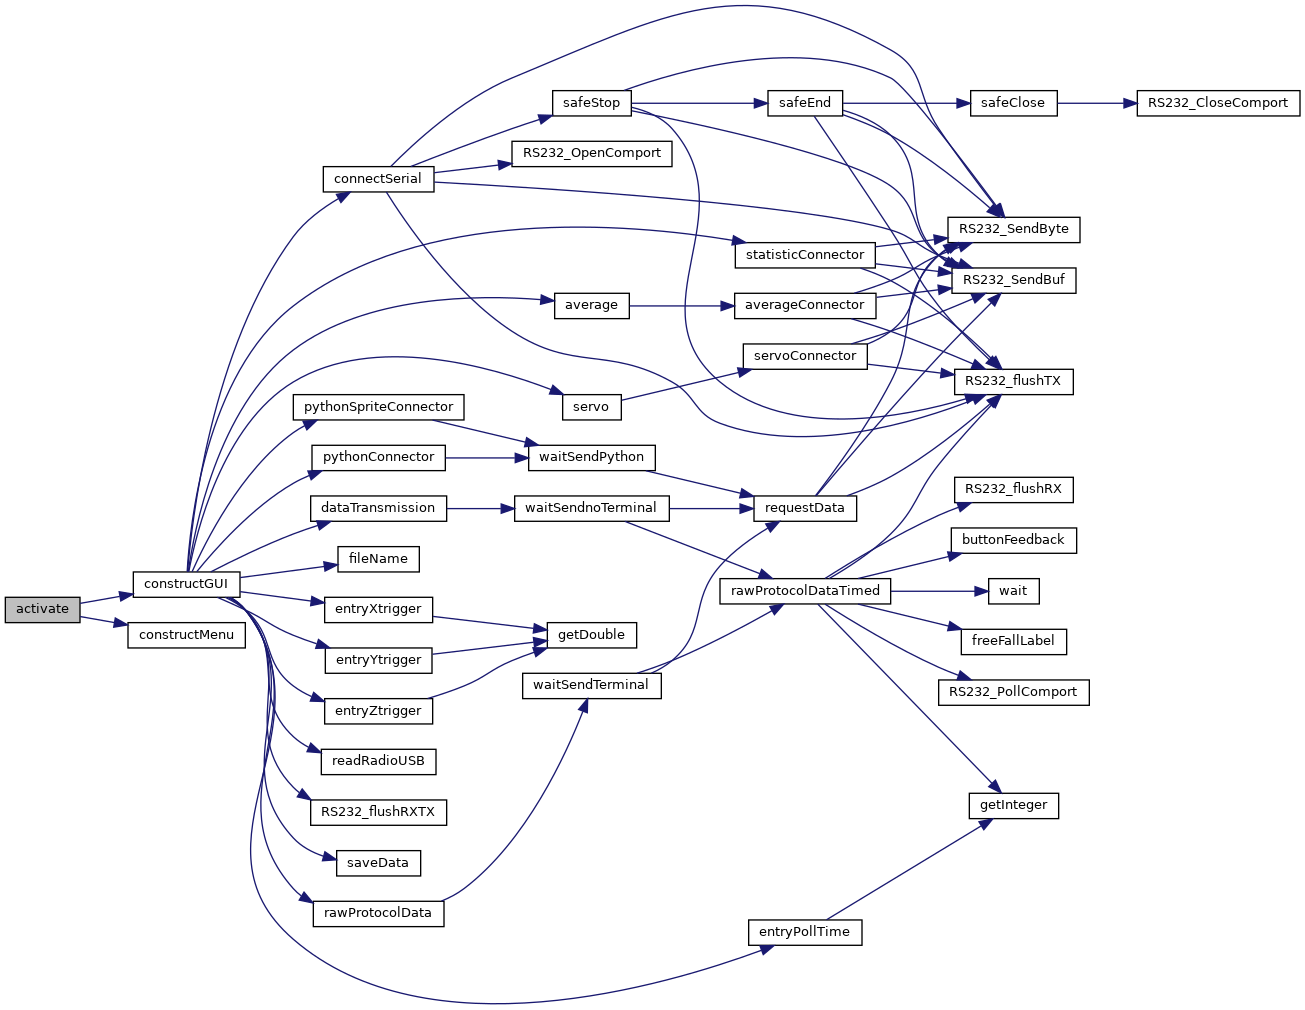 safeStop
safeEnd
safeClose
RS232_CloseComport
RS232_OpenComport
connectSerial
RS232_SendByte
statisticConnector
RS232_SendBuf
average
averageConnector
servoConnector
RS232_flushTX
pythonSpriteConnector
servo
pythonConnector
waitSendPython
RS232_flushRX
dataTransmission
waitSendnoTerminal
requestData
buttonFeedback
fileName
constructGUI
rawProtocolDataTimed
wait
activate
entryXtrigger
constructMenu
getDouble
freeFallLabel
entryYtrigger
waitSendTerminal
RS232_PollComport
entryZtrigger
readRadioUSB
RS232_flushRXTX
getInteger
saveData
rawProtocolData
entryPollTime